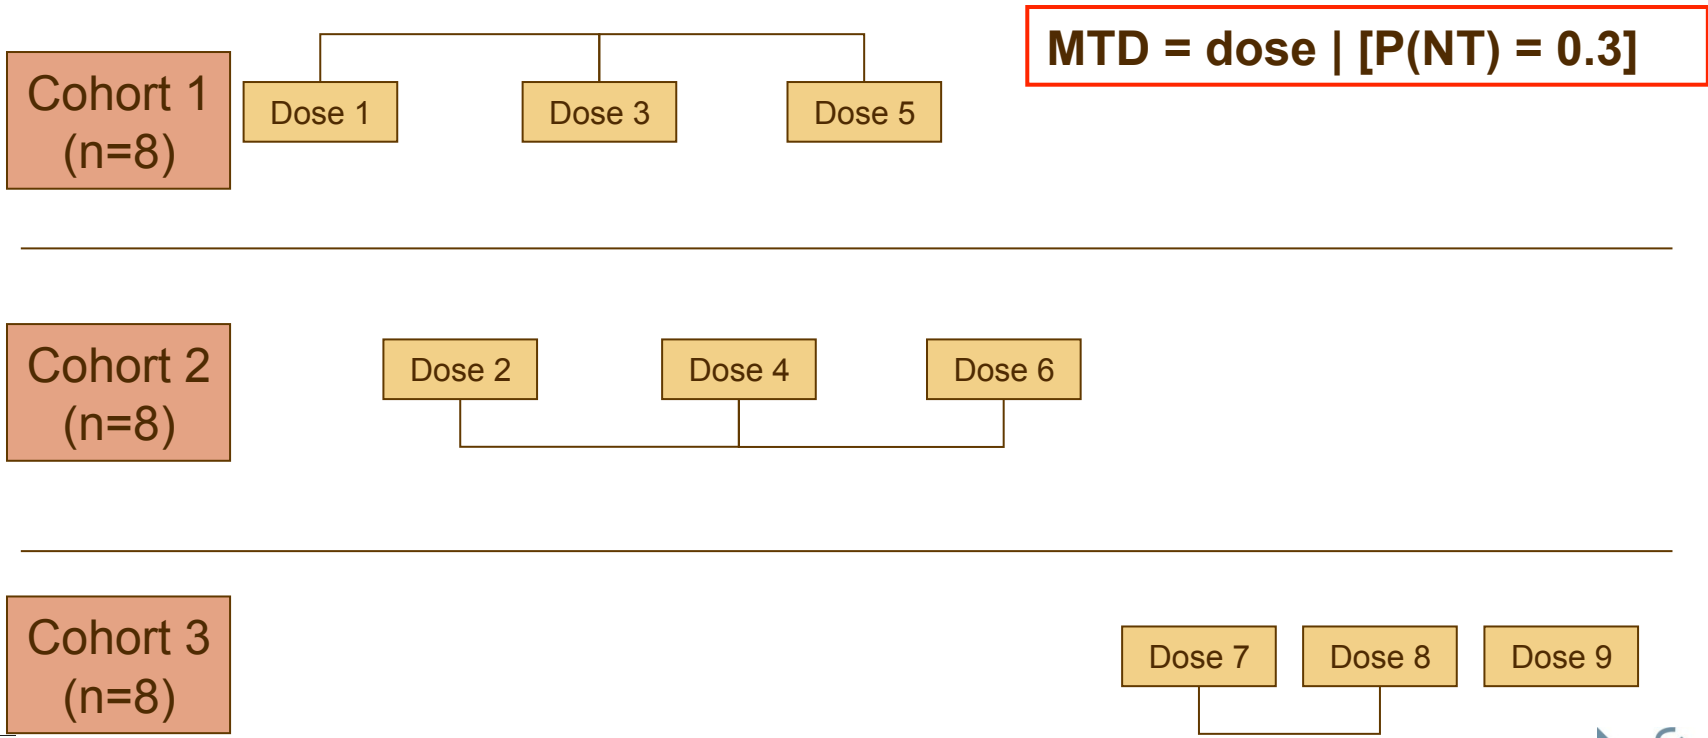 MTD = dose | [P(NT) = 0.3]
Cohort 1
(n=8)
Dose 1
Dose 3
Dose 5
Cohort 2
(n=8)
Dose 2
Dose 4
Dose 6
Cohort 3
(n=8)
Dose 7
Dose 8
Dose 9